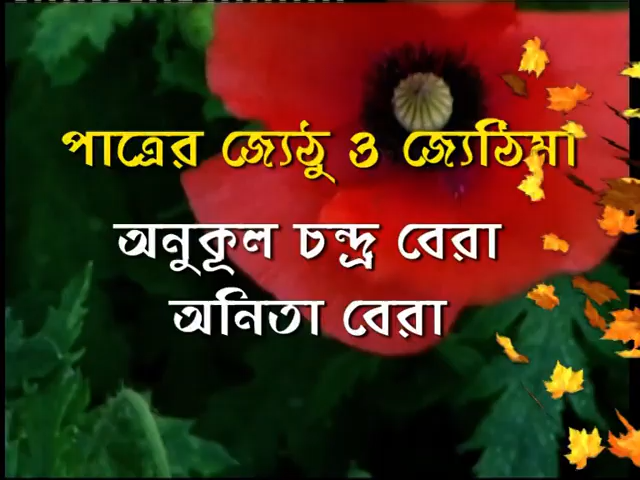 পাত্রের জ্যেঠু ও জ্যেঠিমা
অনুকূল চন্দ্র বেরা
অনিতা বেরা